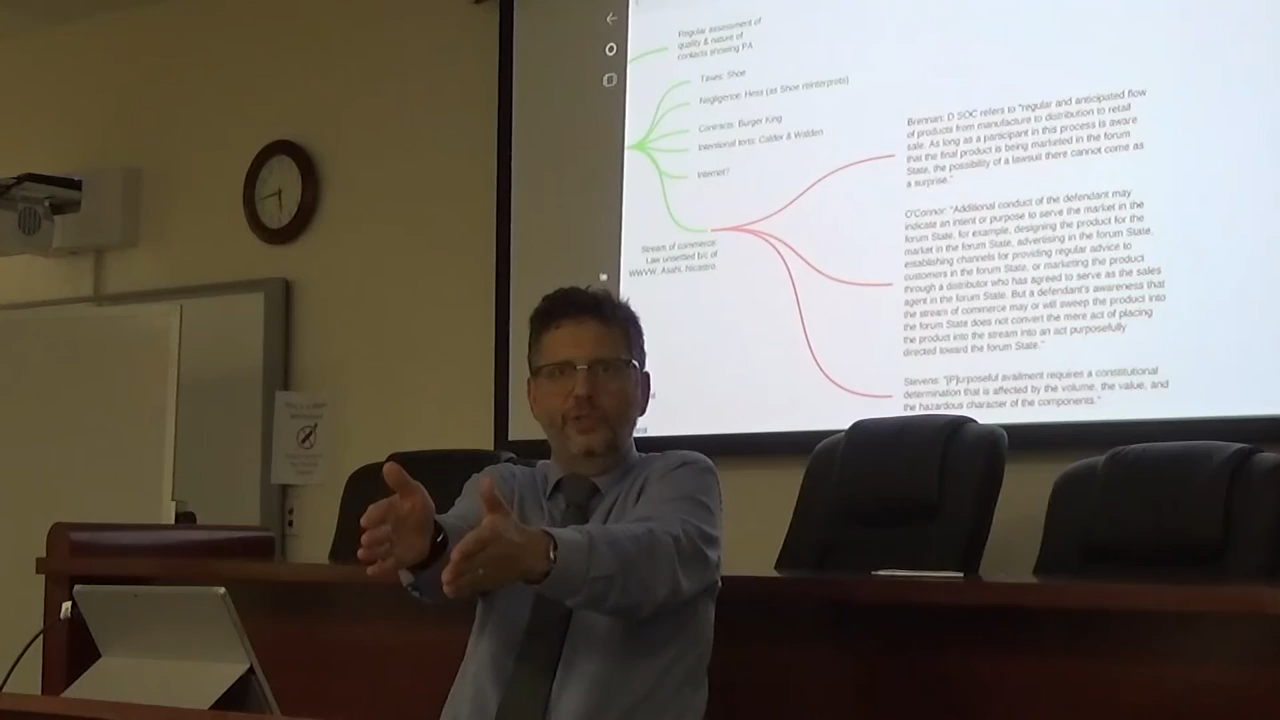 Regular assessment of
quality & nature of
contacts showing PA
Taxes: Shoe
Negligence: Hess (as Shoe reinterprets)
Contracts: Burger King
Intentional torts: Calder & Walden
Internet?
Stream of commerce:
Law unsettled b/c of
WWVW, Asahi, Nicastro.
Brennan: D SOC refers to "regular and anticipated flow
of products from manufacture to distribution to retail
sale. As long as a participant in this process is aware
that the final product is being marketed in the forum
State, the possibility of a lawsuit there cannot come as
a surprise."
O'Connor: "Additional conduct of the defendant may
indicate an intent or purpose to serve the market in the
forum State, for example, designing the product for the
market in the forum State, advertising in the forum State,
establishing channels for providing regular advice to
customers in the forum State, or marketing the product
through a distributor who has agreed to serve as the sales
agent in the forum State. But a defendant's awareness that
the stream of commerce may or will sweep the product into
the forum State does not convert the mere act of placing
the product into the stream into an act purposefully
directed toward the forum State."
Stevens: "[P]urposeful availment requires a constitutional
determination that is affected by the volume, the value, and
the hazardous character of the components."